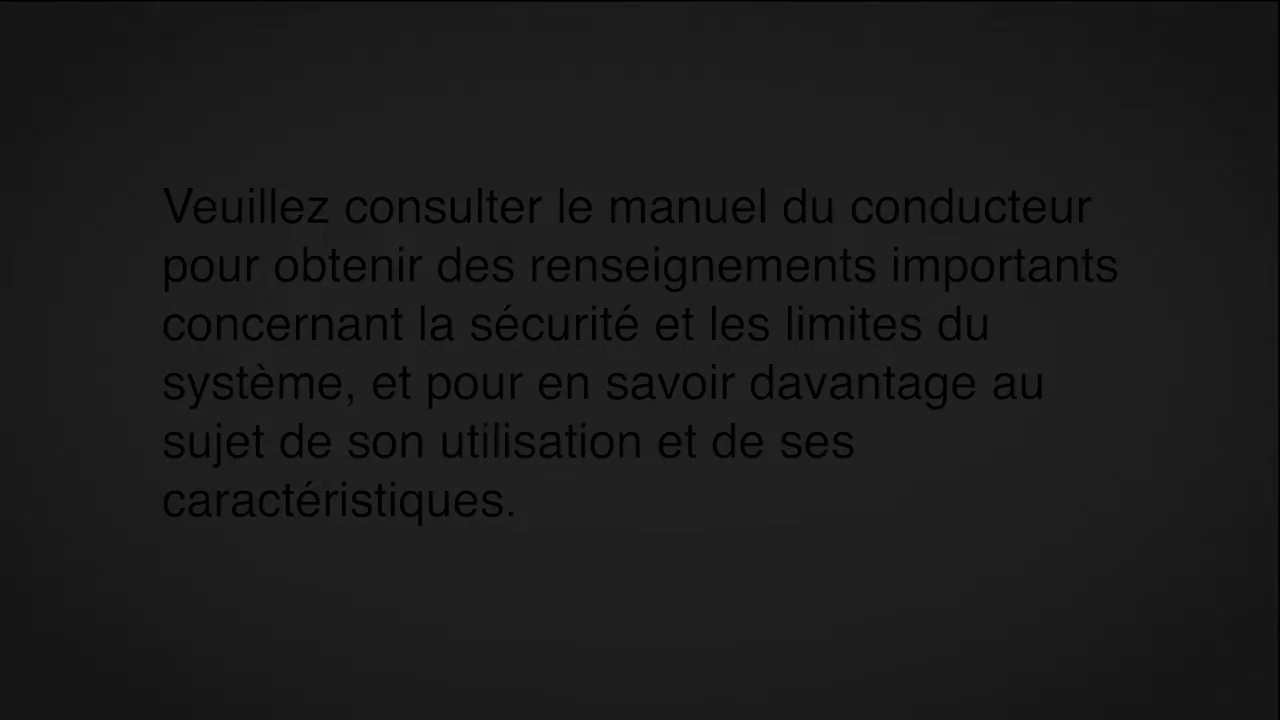 Veuillez consulter le manuel du conducteur
pour obtenir des renseignements importants
concernant la sécurité et les limites du
système, et pour en savoir davantage au
sujet de son utilisation et de ses
caractéristiques.